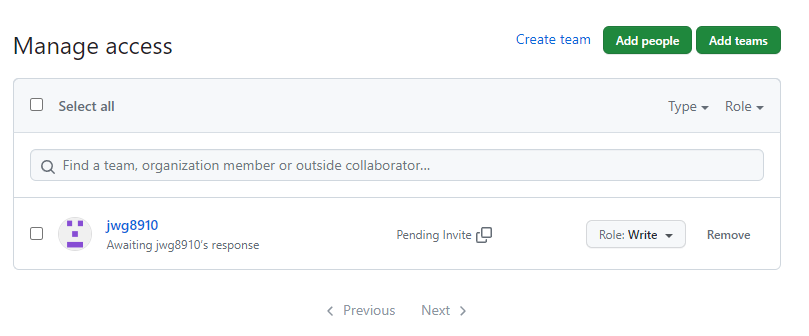 Manage access
Create team
Add people
Add teams
Select all
Type
Role
Find a team, organization member or outside collaborator...
jwg8910
Awaiting jwg8910's response
Pending Invite
Role: Write
Remove
Previous
Next